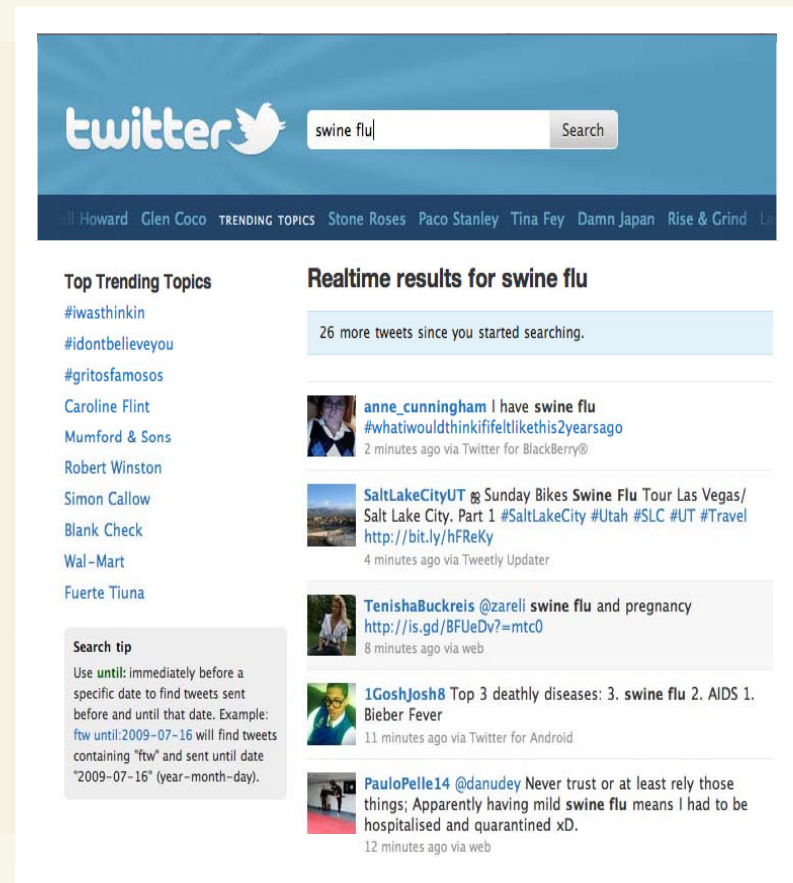 twitter
swine flu
Search
ell Howard Glen Coco TRENDING TOPICS Stone Roses Paco Stanley Tina Fey Damn Japan Rise & Grind
Top Trending Topics
#iwasthinkin
#idontbelieveyou
#gritosfamosos
Caroline Flint
Mumford & Sons
Robert Winston
Simon Callow
Blank Check
Wal-Mart
Fuerte Tiuna
Search tip
Use until: immediately before a
specific date to find tweets sent
before and until that date. Example:
ftw until:2009-07-16 will find tweets
containing "ftw" and sent until date
"2009-07-16" (year-month-day).
Realtime results for swine flu
26 more tweets since you started searching.
anne_cunningham I have swine flu
#whatiwouldthinkififeltlikethis2yearsago
2 minutes ago via Twitter for BlackBerry®
SaltLakeCityUT Sunday Bikes Swine Flu Tour Las Vegas/
Salt Lake City. Part 1 #SaltLakeCity #Utah #SLC #UT #Travel
http://bit.ly/hFReKy
4 minutes ago via Tweetly Updater
TenishaBuckreis @zareli swine flu and pregnancy
http://is.gd/BFUeDv?=mtc0
8 minutes ago via web
1GoshJosh8 Top 3 deathly diseases: 3. swine flu 2. AIDS 1.
Bieber Fever
11 minutes ago via Twitter for Android
PauloPelle14 @danudey Never trust or at least rely those
things; Apparently having mild swine flu means I had to be
hospitalised and quarantined xD.
12 minutes ago via web